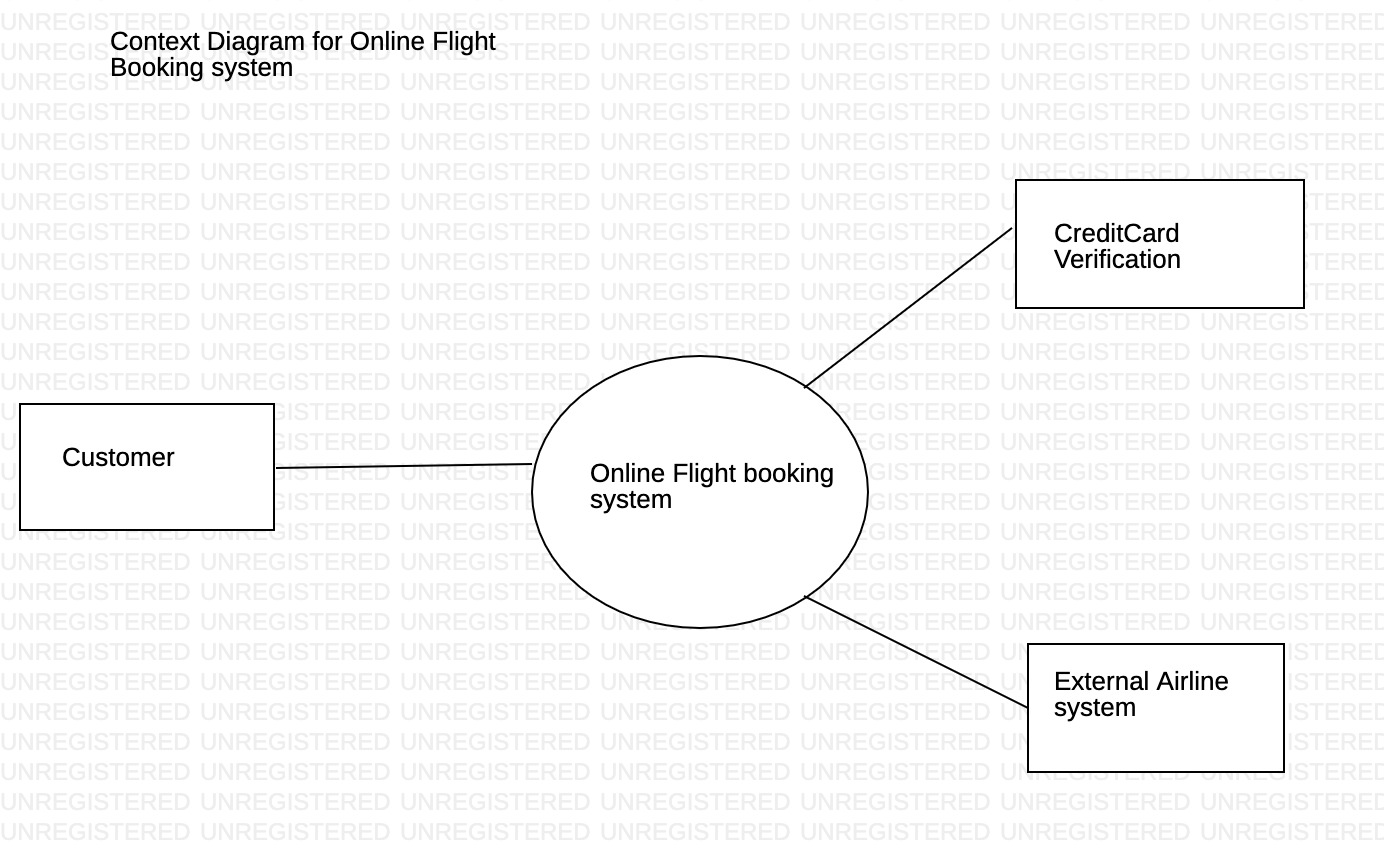 Context Diagram for Online Flight
Booking system
CreditCard
Verification
Customer
Online Flight booking
system
External Airline
system
UNREGISTERED